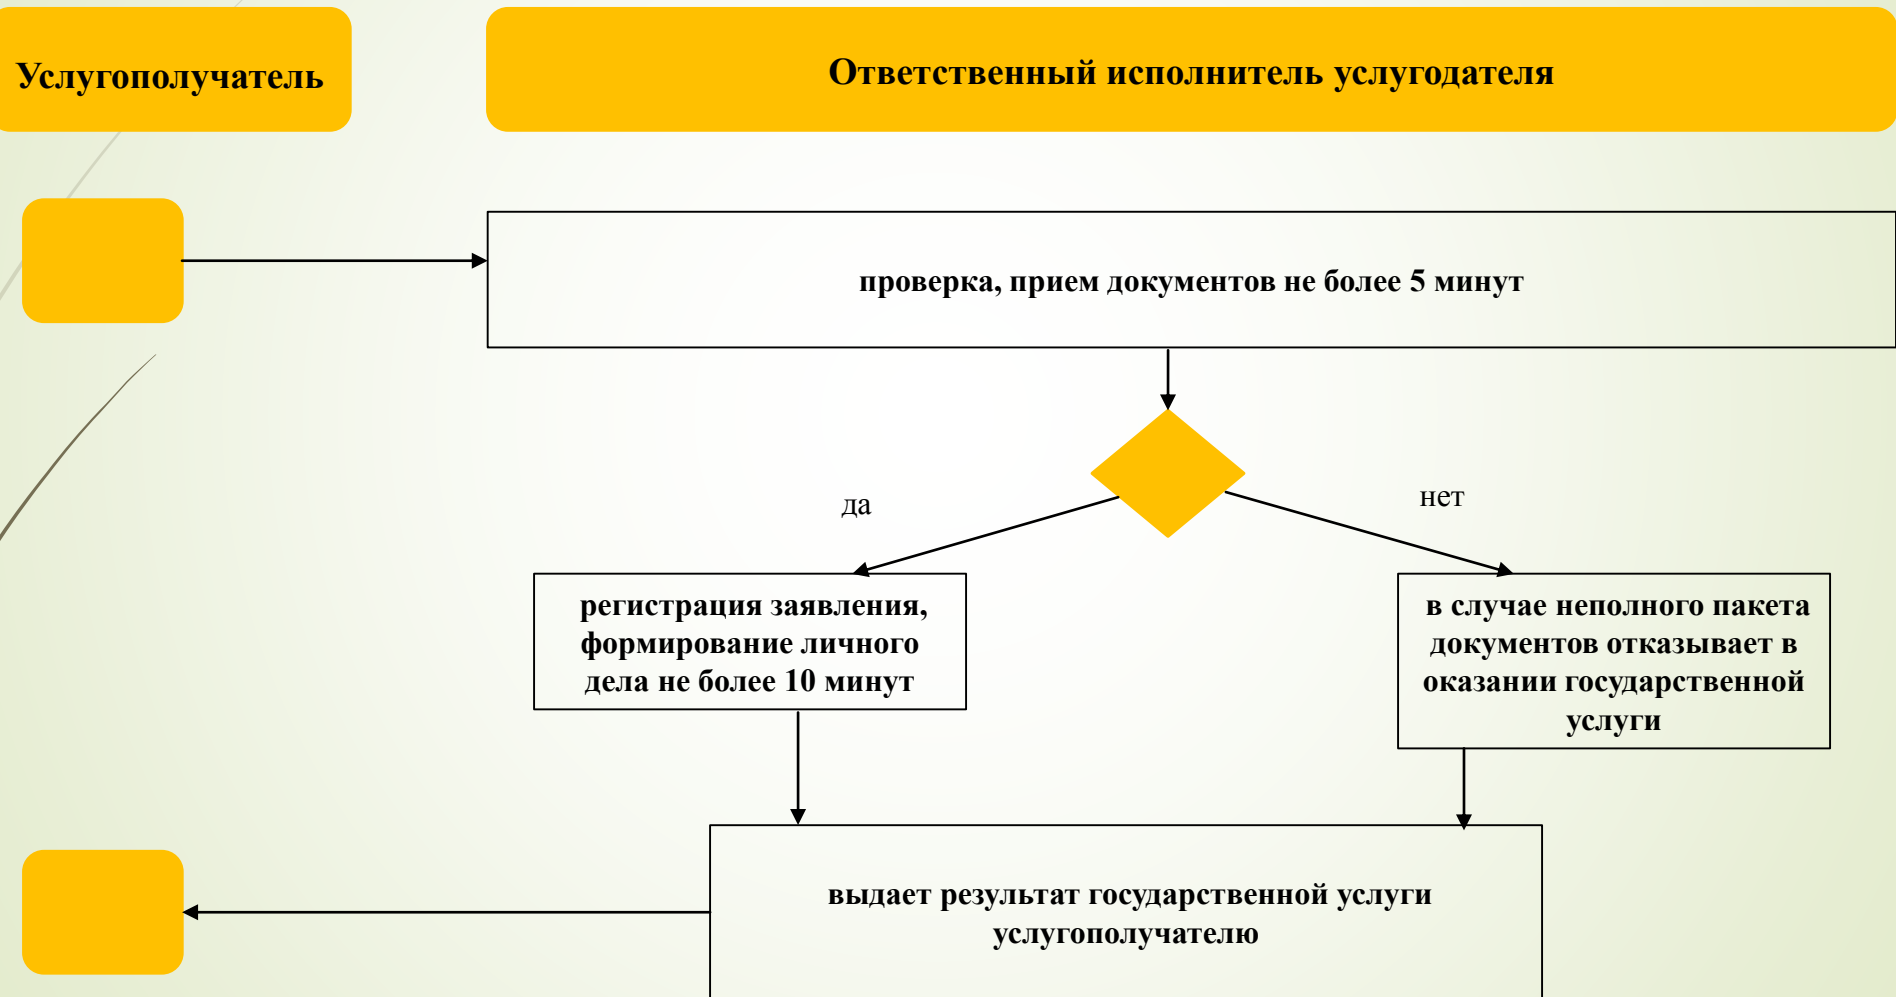 Услугополучатель
Ответственный исполнитель услугодателя
проверка, прием документов не более 5 минут
да
нет
регистрация заявления,
формирование личного
дела не более 10 минут
в случае неполного пакета
документов отказывает в
оказании государственной
услуги
выдает результат государственной услуги
услугополучателю